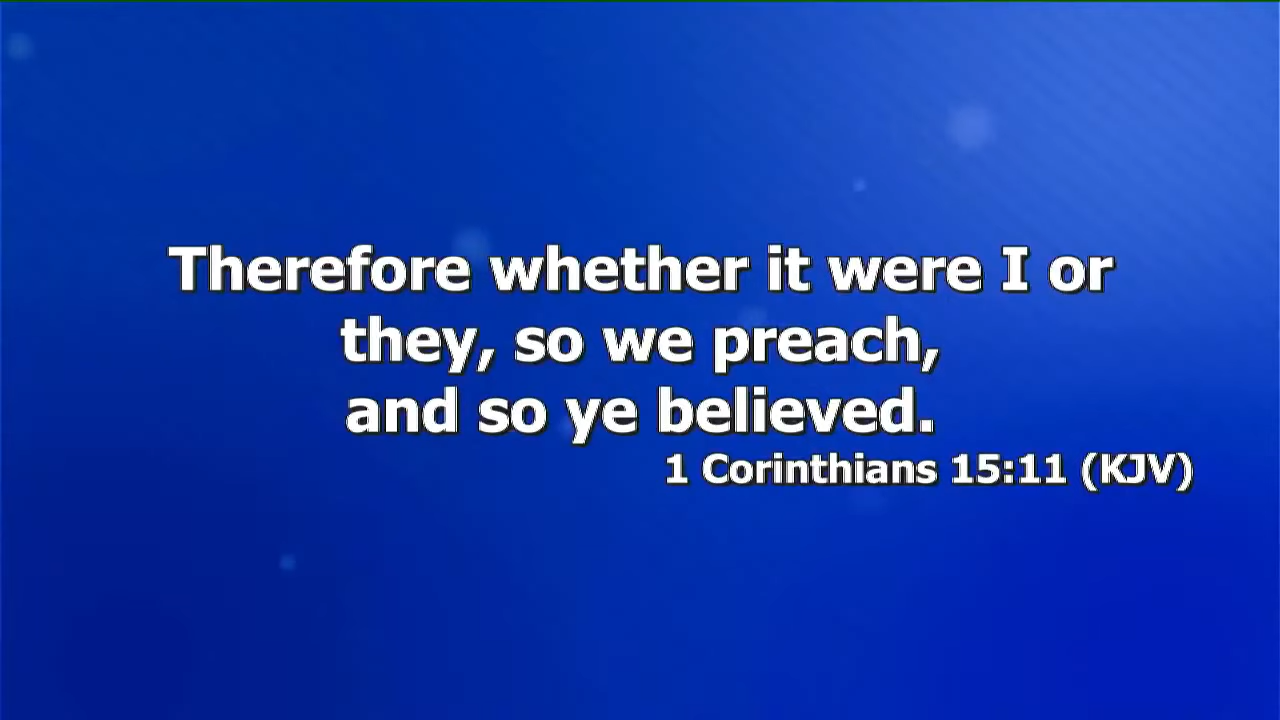 Therefore whether it were I or
they, so we preach,
and so ye believed.
1 Corinthians 15:11 (KJV)